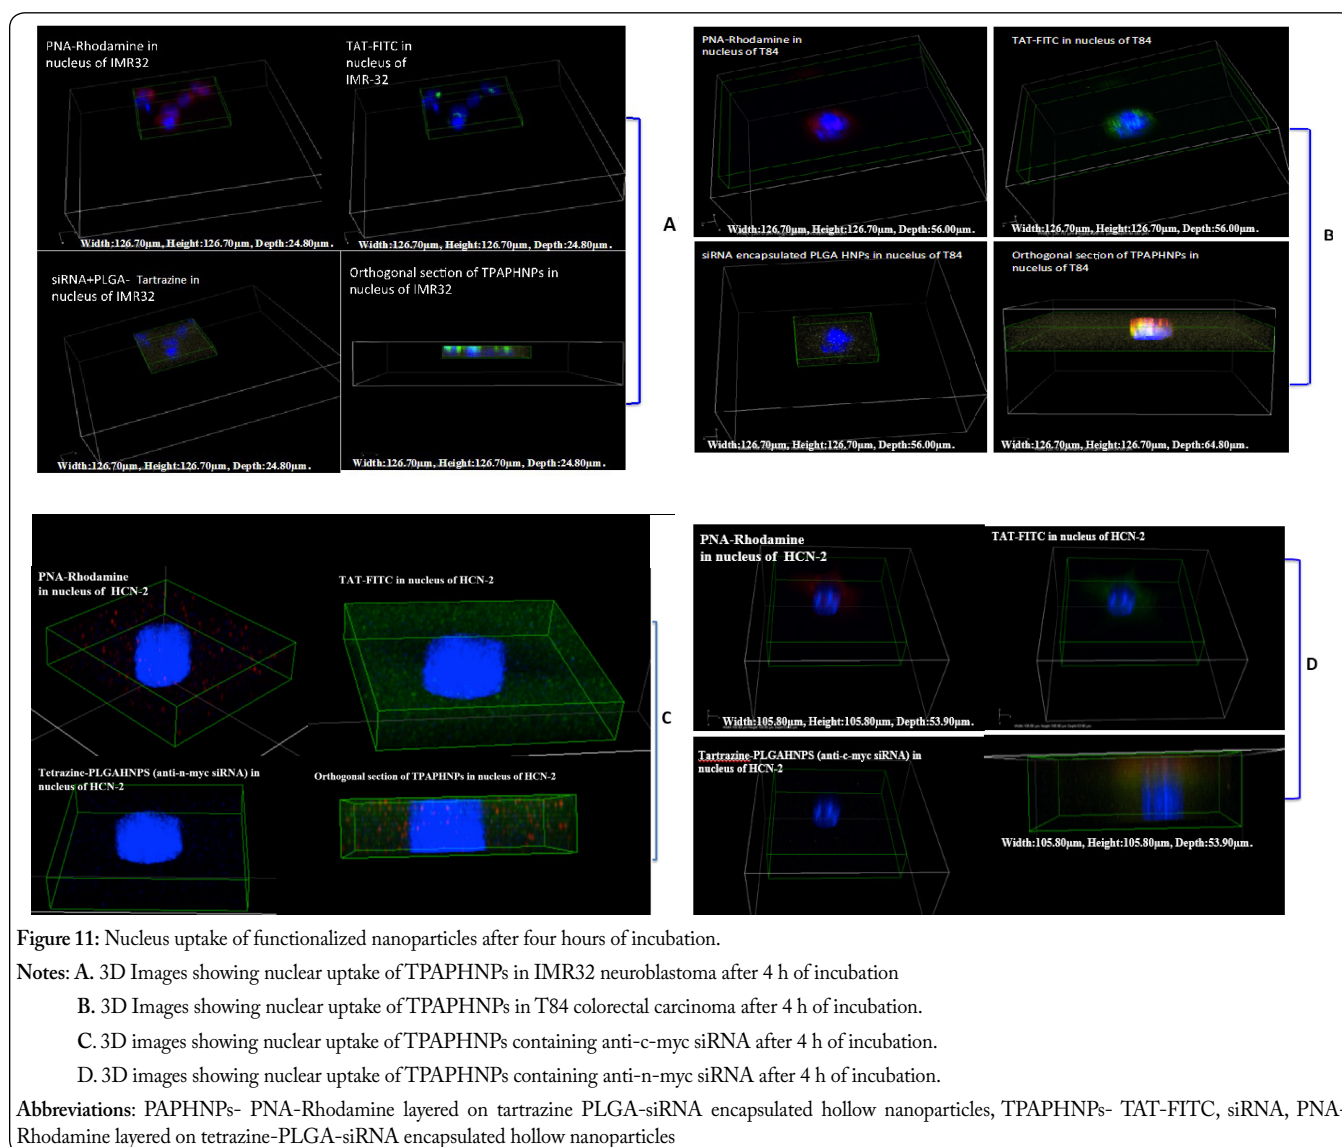 PNA-Rhodamine in
nucleus of IMR32
TAT-FITC in
nucleus of
IMR-32
Width:126.70µm, Height:126.70µm, Depth:24.80µm.
Width:126.70µm, Height:126.70µm, Depth:24.80µm.
siRNA+PLGA- Tartrazine in
nucleus of IMR32
Orthogonal section of TPAPHNPs in
nucleus of IMR32
Width:126.70µm, Height:126.70µm, Depth:24.80µm.
Width:126.70µm, Height:126.70µm, Depth:24.80µm.
A
PNA-Rhodamine in
nucleus of T84
TAT-FITC in nucleus of T84
Width:126.70µm, Height:126.70µm, Depth:56.00µm.
Width:126.70µm, Height:126.70µm, Depth:56.00µm.
siRNA encapsulated PLGA HNPs in nucelus of T84
Orthogonal section of TPAPHNPs in
nucelus of T84
Width:126.70µm, Height:126.70µm, Depth:56.00µm.
Width:126.70µm, Height:126.70µm, Depth:64.80µm.
B
PNA-Rhodamine
in nucleus of HCN-2
TAT-FITC in nucleus of HCN-2
Tetrazine-PLGAHNPS (anti-n-myc siRNA) in
nucleus of HCN-2
Orthogonal section of TPAPHNPs in nucleus of HCN-2
C
PNA-Rhodamine
in nucleus of HCN-2
TAT-FITC in nucleus of HCN-2
Width:105.80µm, Height:105.80µm, Depth:53.90µm.
Tartrazine-PLGAHNPS (anti-c-myc siRNA) in
nucleus of HCN-2
Width:105.80µm, Height:105.80µm, Depth:53.90µm.
D
Figure 11: Nucleus uptake of functionalized nanoparticles after four hours of incubation.
Notes: A. 3D Images showing nuclear uptake of TPAPHNPs in IMR32 neuroblastoma after 4 h of incubation
B. 3D Images showing nuclear uptake of TPAPHNPs in T84 colorectal carcinoma after 4 h of incubation.
C. 3D images showing nuclear uptake of TPAPHNPs containing anti-c-myc siRNA after 4 h of incubation.
D. 3D images showing nuclear uptake of TPAPHNPs containing anti-n-myc siRNA after 4 h of incubation.
Abbreviations: PAPHNPs- PNA-Rhodamine layered on tartrazine PLGA-siRNA encapsulated hollow nanoparticles, TPAPHNPs- TAT-FITC, siRNA, PNA-
Rhodamine layered on tetrazine-PLGA-siRNA encapsulated hollow nanoparticles